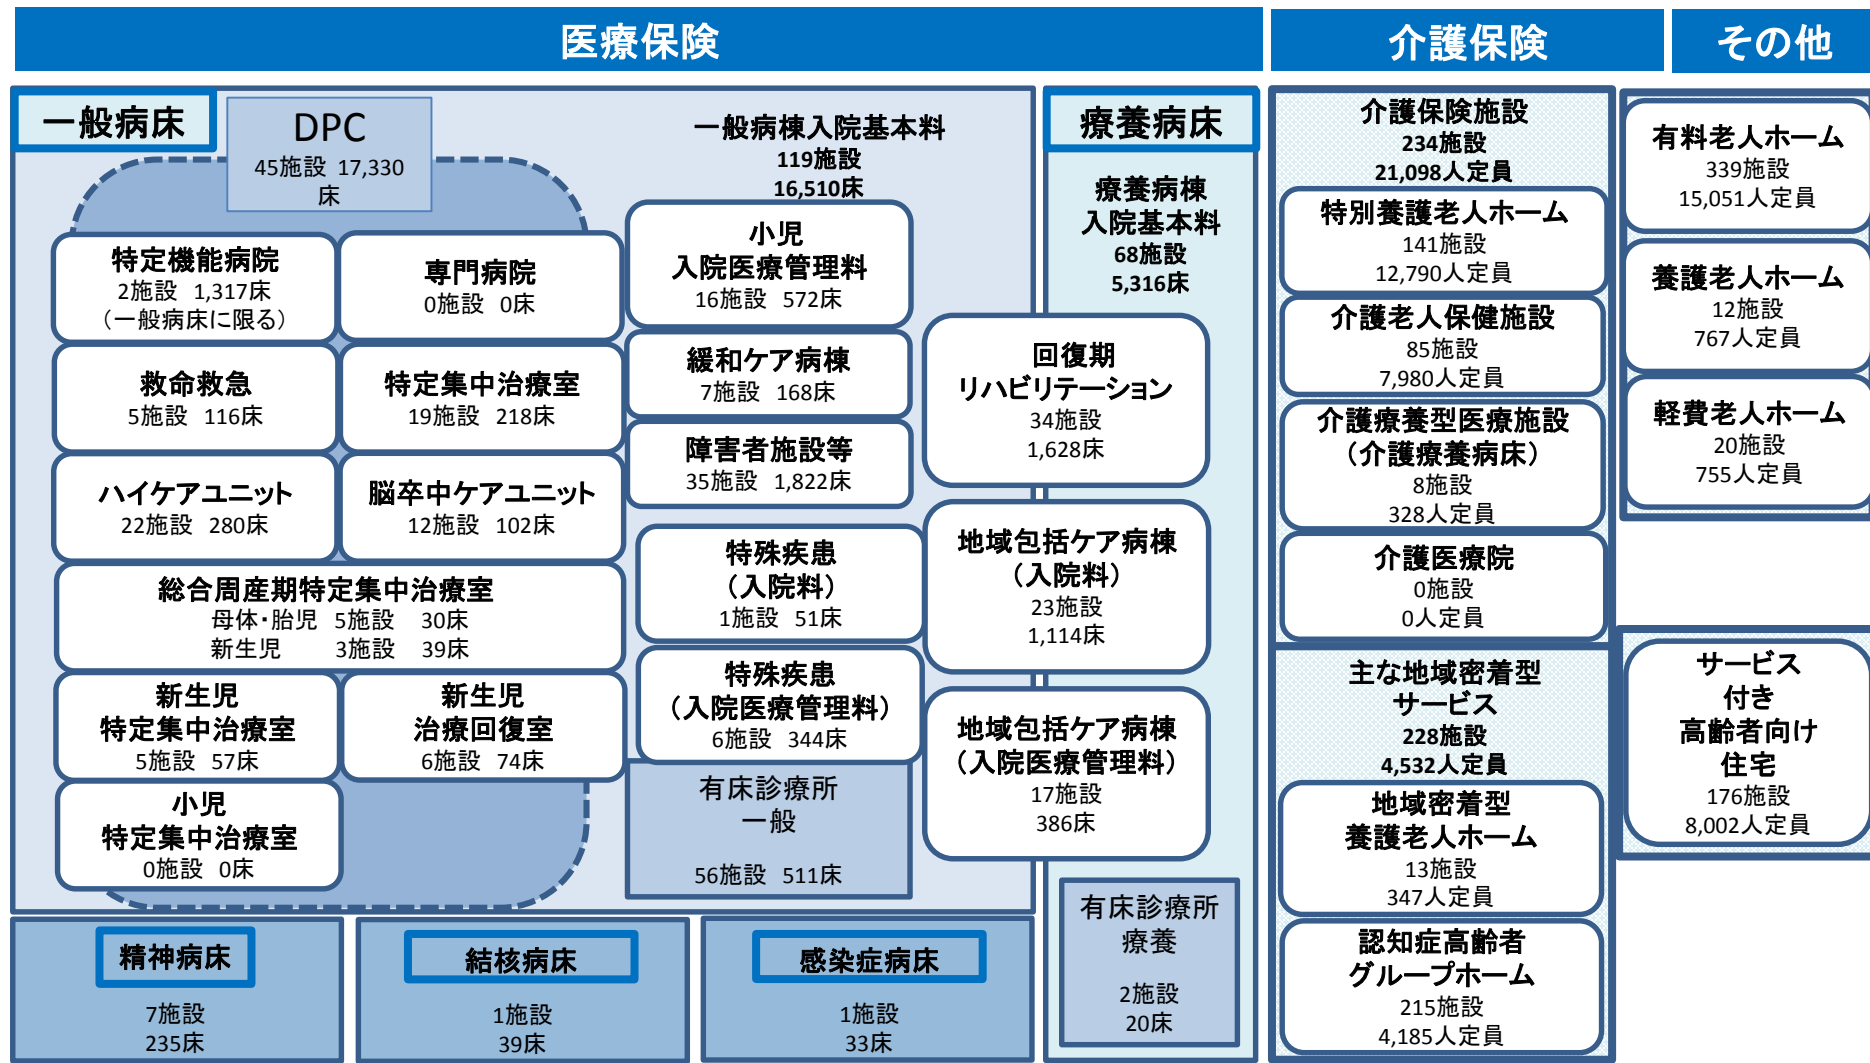 医療保険
介護保険
その他
一般病床
DPC
45施設 17,330
床
一般病棟入院基本料
119施設
16,510床
特定機能病院
2施設 1,317床
（一般病床に限る）
専門病院
0施設 0床
救命救急
5施設 116床
特定集中治療室
19施設 218床
ハイケアユニット
22施設 280床
脳卒中ケアユニット
12施設 102床
総合周産期特定集中治療室
母体・胎児 5施設 30床
新生児 3施設 39床
新生児
特定集中治療室
5施設 57床
新生児
治療回復室
6施設 74床
小児
特定集中治療室
0施設 0床
小児
入院医療管理料
16施設 572床
緩和ケア病棟
7施設 168床
障害者施設等
35施設 1,822床
特殊疾患
（入院料）
1施設 51床
特殊疾患
（入院医療管理料）
6施設 344床
有床診療所
一般
56施設 511床
療養病床
療養病棟
入院基本料
68施設
5,316床
回復期
リハビリテーション
34施設
1,628床
地域包括ケア病棟
（入院料）
23施設
1,114床
地域包括ケア病棟
（入院医療管理料）
17施設
386床
有床診療所
療養
2施設
20床
精神病床
7施設
235床
結核病床
1施設
39床
感染症病床
1施設
33床
介護保険施設
234施設
21,098人定員
特別養護老人ホーム
141施設
12,790人定員
介護老人保健施設
85施設
7,980人定員
介護療養型医療施設
（介護療養病床）
8施設
328人定員
介護医療院
0施設
0人定員
主な地域密着型
サービス
228施設
4,532人定員
地域密着型
養護老人ホーム
13施設
347人定員
認知症高齢者
グループホーム
215施設
4,185人定員
有料老人ホーム
339施設
15,051人定員
養護老人ホーム
12施設
767人定員
軽費老人ホーム
20施設
755人定員
サービス
付き
高齢者向け
住宅
176施設
8,002人定員